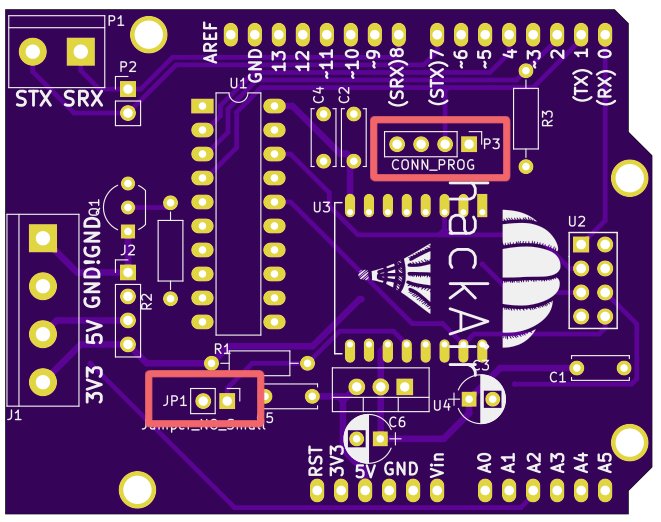 P1
STX SRX
P2
AREF
GND
13
12
~11
~10
~9
(SRX)8
(STX)7
~6
~5
4
~3
2
(TX) 1
(RX) 0
U1
C4
C2
R3
P3
CONN_PROG
Q1
U3
hackAir
U2
J2
GND!GND
R2
5V
3V3
J1
R1
JP1
Jumper_NO_Small
5
C6
U4
C3
C1
RST
3V3
5V
GND
Vin
A0
A1
A2
A3
A4
A5